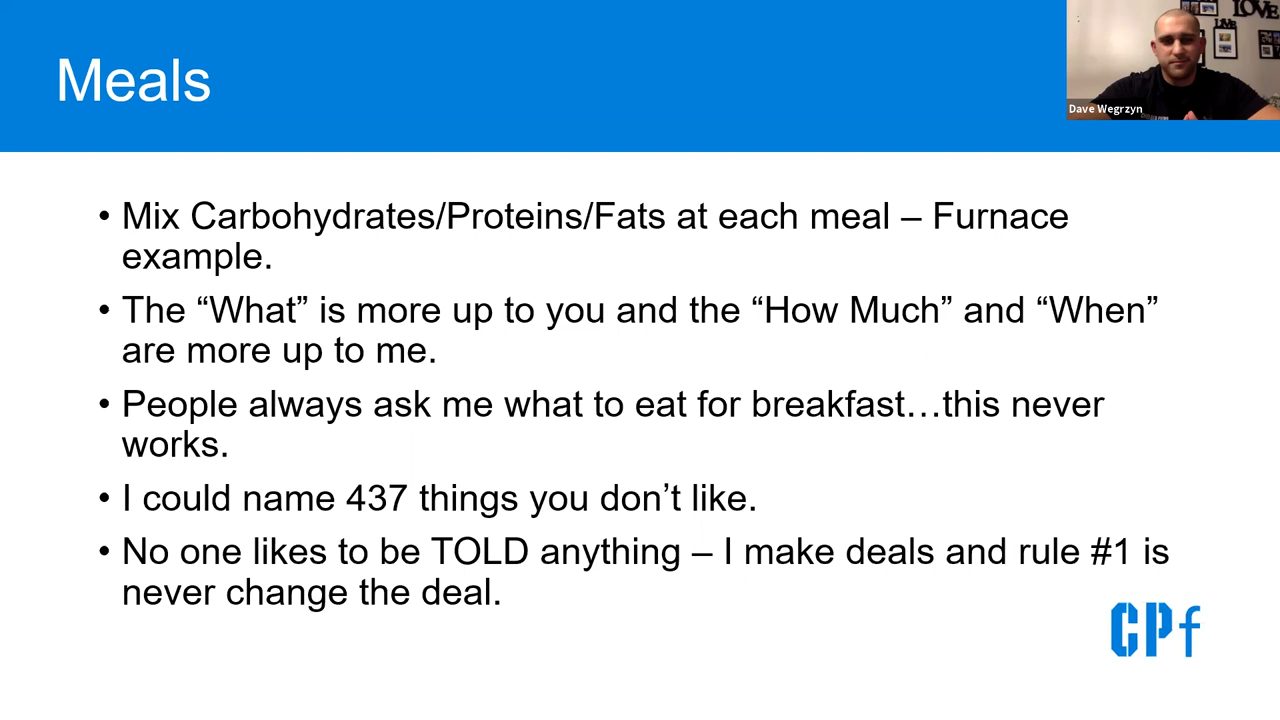 Meals
LOVE
LIVE
Dave Wegrzyn
• Mix Carbohydrates/Proteins/Fats at each meal – Furnace
example.
• The “What” is more up to you and the “How Much” and “When”
are more up to me.
• People always ask me what to eat for breakfast…this never
works.
• I could name 437 things you don’t like.
• No one likes to be TOLD anything – I make deals and rule #1 is
never change the deal.
CPf